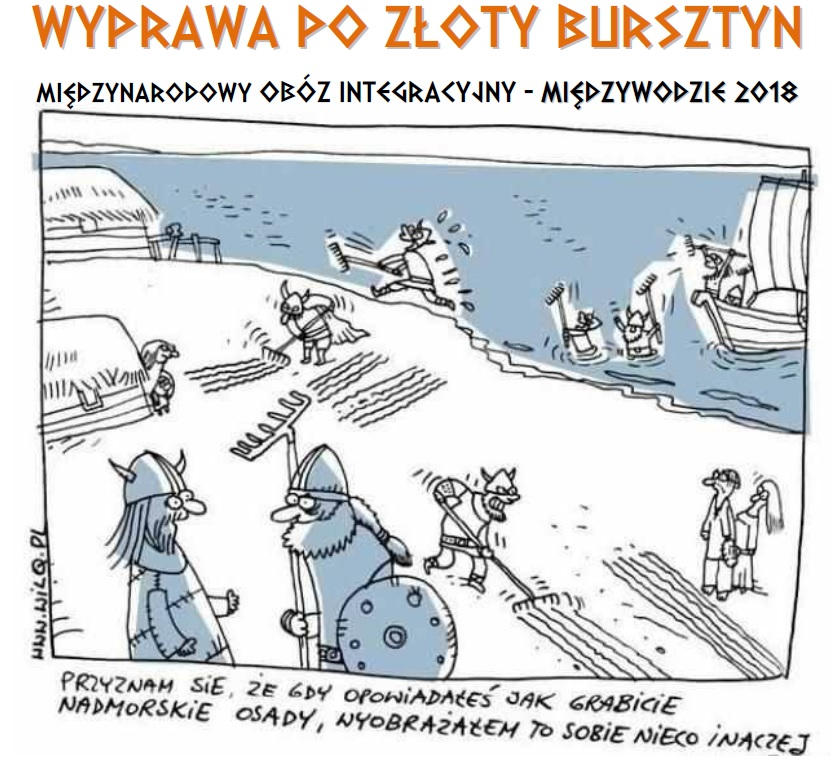 WYPRAWA PO ZŁOTY BURSZTYN
MIĘDZYNARODOWY OBÓZ INTEGRACYJNY - MIĘDZYWODZIE 2018
WWW.WILQ.PL
PRZYZNAM SIĘ, ŻE GDY OPOWIADAŁEŚ JAK GRABICIE
NADMORSKIE OSADY, WYOBRAŻAŁEM TO SOBIE NIECO INACZEJ